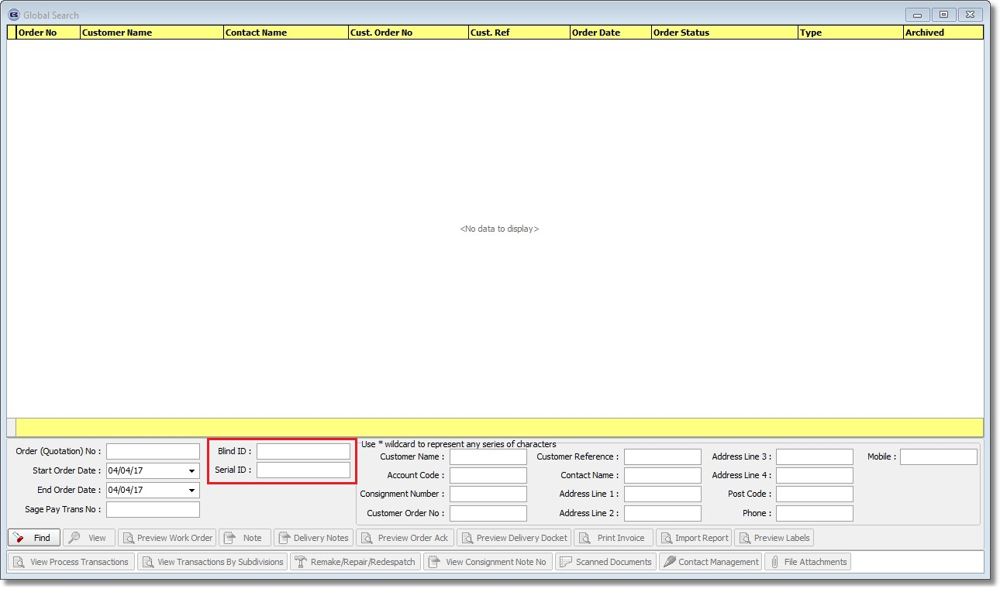 Global Search
Order No Customer Name Contact Name Cust. Order No Cust. Ref Order Date Order Status Type Archived
<No data to display>
Order (Quotation) No :
Start Order Date : 04/04/17
End Order Date : 04/04/17
Sage Pay Trans No :
Blind ID :
Serial ID :
Use * wildcard to represent any series of characters
Customer Name : Customer Reference : Address Line 3 : Mobile :
Account Code : Contact Name : Address Line 4 :
Consignment Number : Address Line 1 : Post Code :
Customer Order No : Address Line 2 : Phone :
Find View Preview Work Order Note Delivery Notes Preview Order Ack Preview Delivery Docket Print Invoice Import Report Preview Labels
View Process Transactions View Transactions By Subdivisions Remake/Repair/Redespatch View Consignment Note No Scanned Documents Contact Management File Attachments